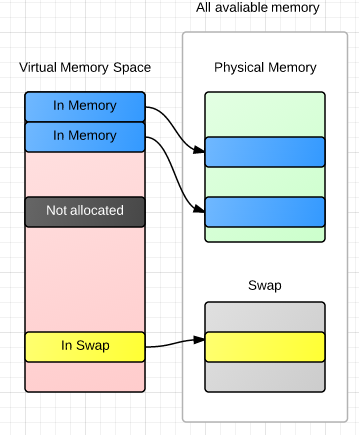 All avaliable memory
Virtual Memory Space
Physical Memory
In Memory
In Memory
Not allocated
Swap
In Swap